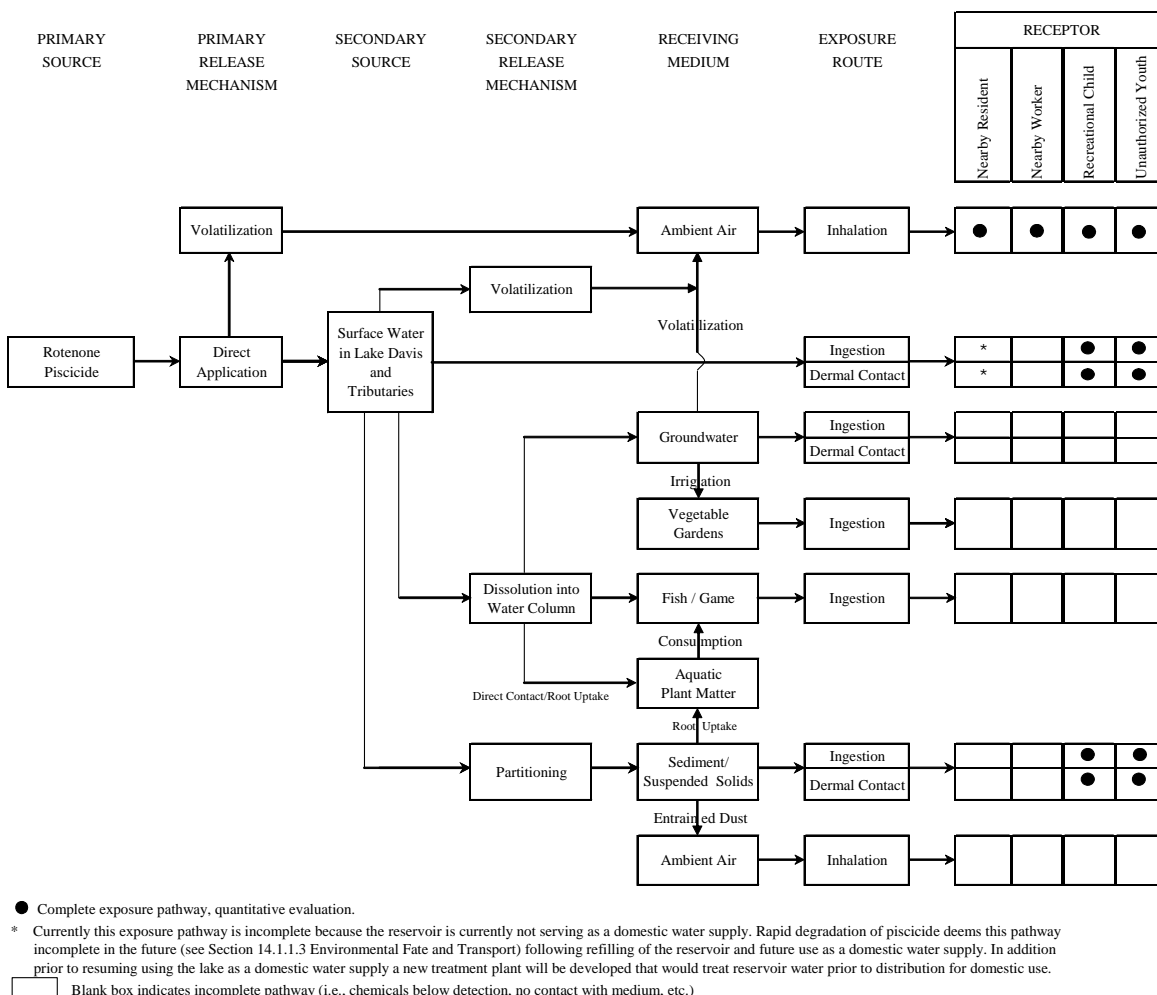 PRIMARY
SOURCE
PRIMARY
RELEASE
MECHANISM
SECONDARY
SOURCE
SECONDARY
RELEASE
MECHANISM
RECEIVING
MEDIUM
EXPOSURE
ROUTE
RECEPTOR
Nearby Resident
Nearby Worker
Recreational Child
Unauthorized Youth
Volatilization
Ambient Air
Inhalation
Volatilization
Volatilization
Rotenone
Piscicide
Direct
Application
Surface Water
in Lake Davis
and
Tributaries
Ingestion
*
Dermal Contact
*
Groundwater
Ingestion
Dermal Contact
Irrigation
Vegetable
Gardens
Ingestion
Dissolution into
Water Column
Fish / Game
Ingestion
Consumption
Aquatic
Plant Matter
Direct Contact/Root Uptake
Root Uptake
Partitioning
Sediment/
Suspended Solids
Ingestion
Dermal Contact
Entrained Dust
Ambient Air
Inhalation
Complete exposure pathway, quantitative evaluation.
* Currently this exposure pathway is incomplete because the reservoir is currently not serving as a domestic water supply. Rapid degradation of piscicide deems this pathway
incomplete in the future (see Section 14.1.1.3 Environmental Fate and Transport) following refilling of the reservoir and future use as a domestic water supply. In addition
prior to resuming using the lake as a domestic water supply a new treatment plant will be developed that would treat reservoir water prior to distribution for domestic use.
Blank box indicates incomplete pathway (i.e., chemicals below detection, no contact with medium, etc.)